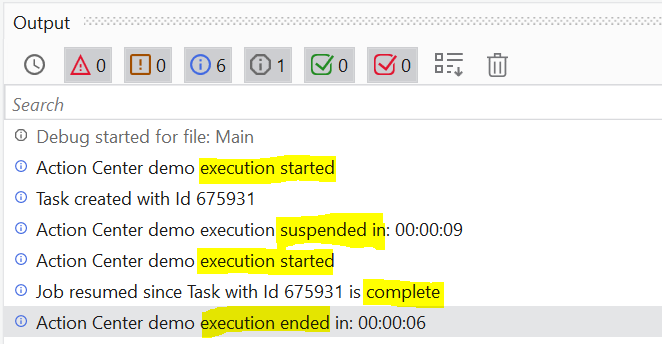 Output
0 0 6 1 0 0
Search
Debug started for file: Main
Action Center demo execution started
Task created with Id 675931
Action Center demo execution suspended in: 00:00:09
Action Center demo execution started
Job resumed since Task with Id 675931 is complete
Action Center demo execution ended in: 00:00:06